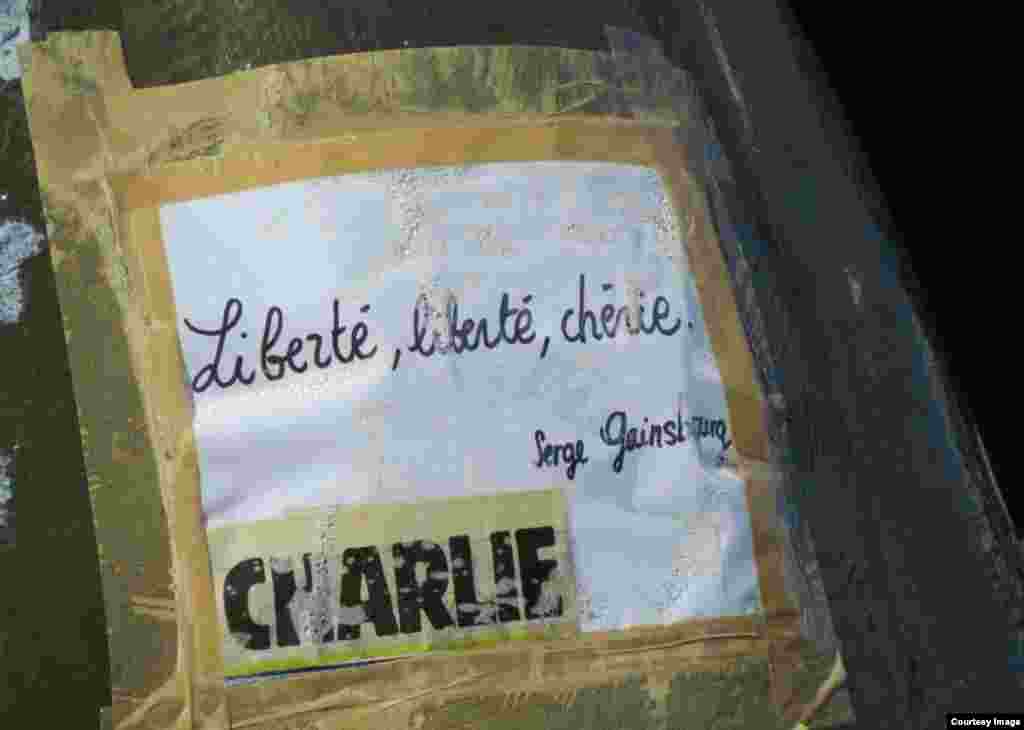 Liberté, liberté, chérie.
Serge Gainsbourg
CHARLIE
Courtesy Image